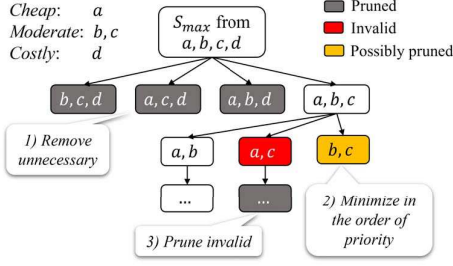 Cheap: a
Moderate: b, c
Costly: d
S_max from
a, b, c, d
Pruned
Invalid
Possibly pruned
b, c, d
a, c, d
a, b, d
a, b, c
1) Remove
unnecessary
a, b
a, c
b, c
...
...
2) Minimize in
the order of
priority
3) Prune invalid